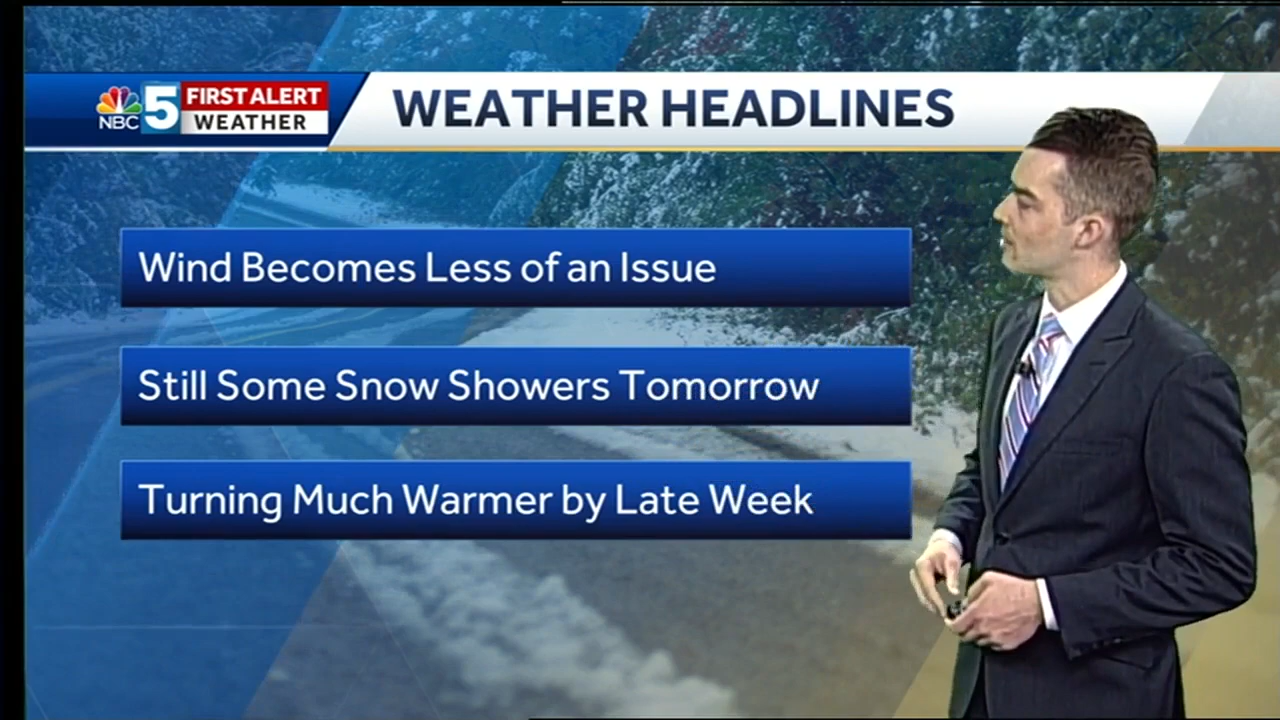 NBC 5 FIRST ALERT
WEATHER
WEATHER HEADLINES
Wind Becomes Less of an Issue
Still Some Snow Showers Tomorrow
Turning Much Warmer by Late Week